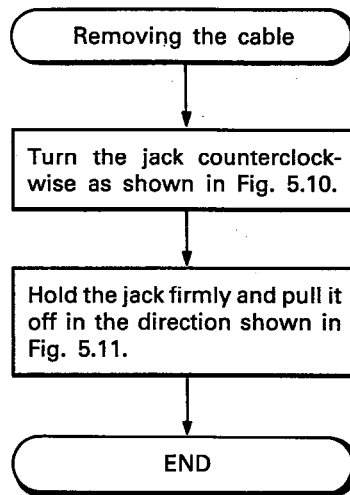 Removing the cable
Turn the jack counterclock-
wise as shown in Fig. 5.10.
Hold the jack firmly and pull it
off in the direction shown in
Fig. 5.11.
END